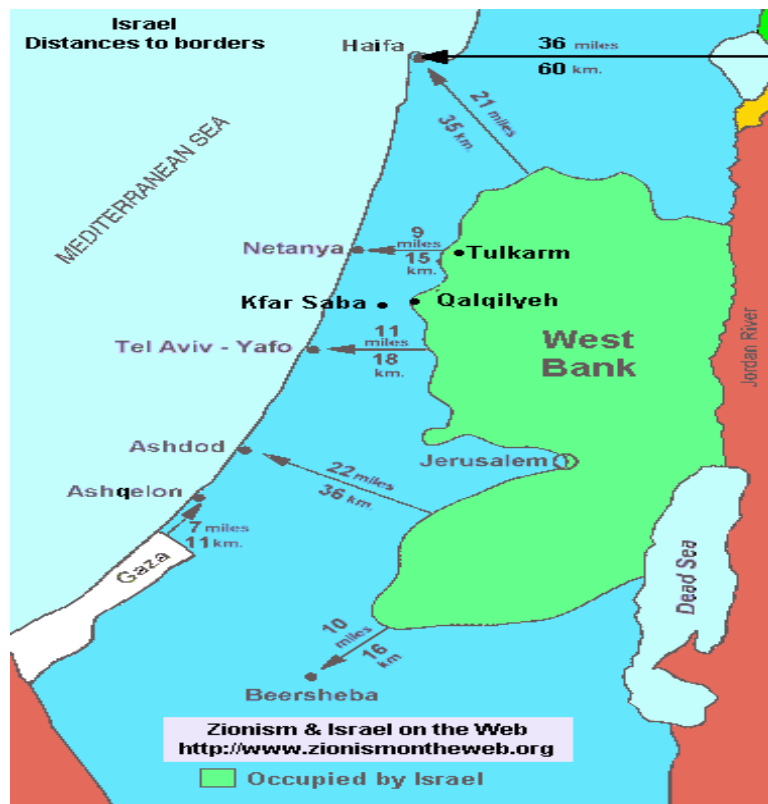 Israel
Distances to borders
Haifa
36 miles
60 km.
21 miles
35 km.
MEDITERRANEAN SEA
Netanya
9
miles
15
km.
Tulkarm
Kfar Saba
Qalqilyeh
Tel Aviv - Yafo
11
miles
18
km.
West
Bank
Jordan River
Ashdod
22 miles
36 km.
Jerusalem
Ashqelon
7 miles
11 km.
Gaza
Dead Sea
10
miles
16
km
Beersheba
Zionism & Israel on the Web
http://www.zionismontheweb.org
Occupied by Israel